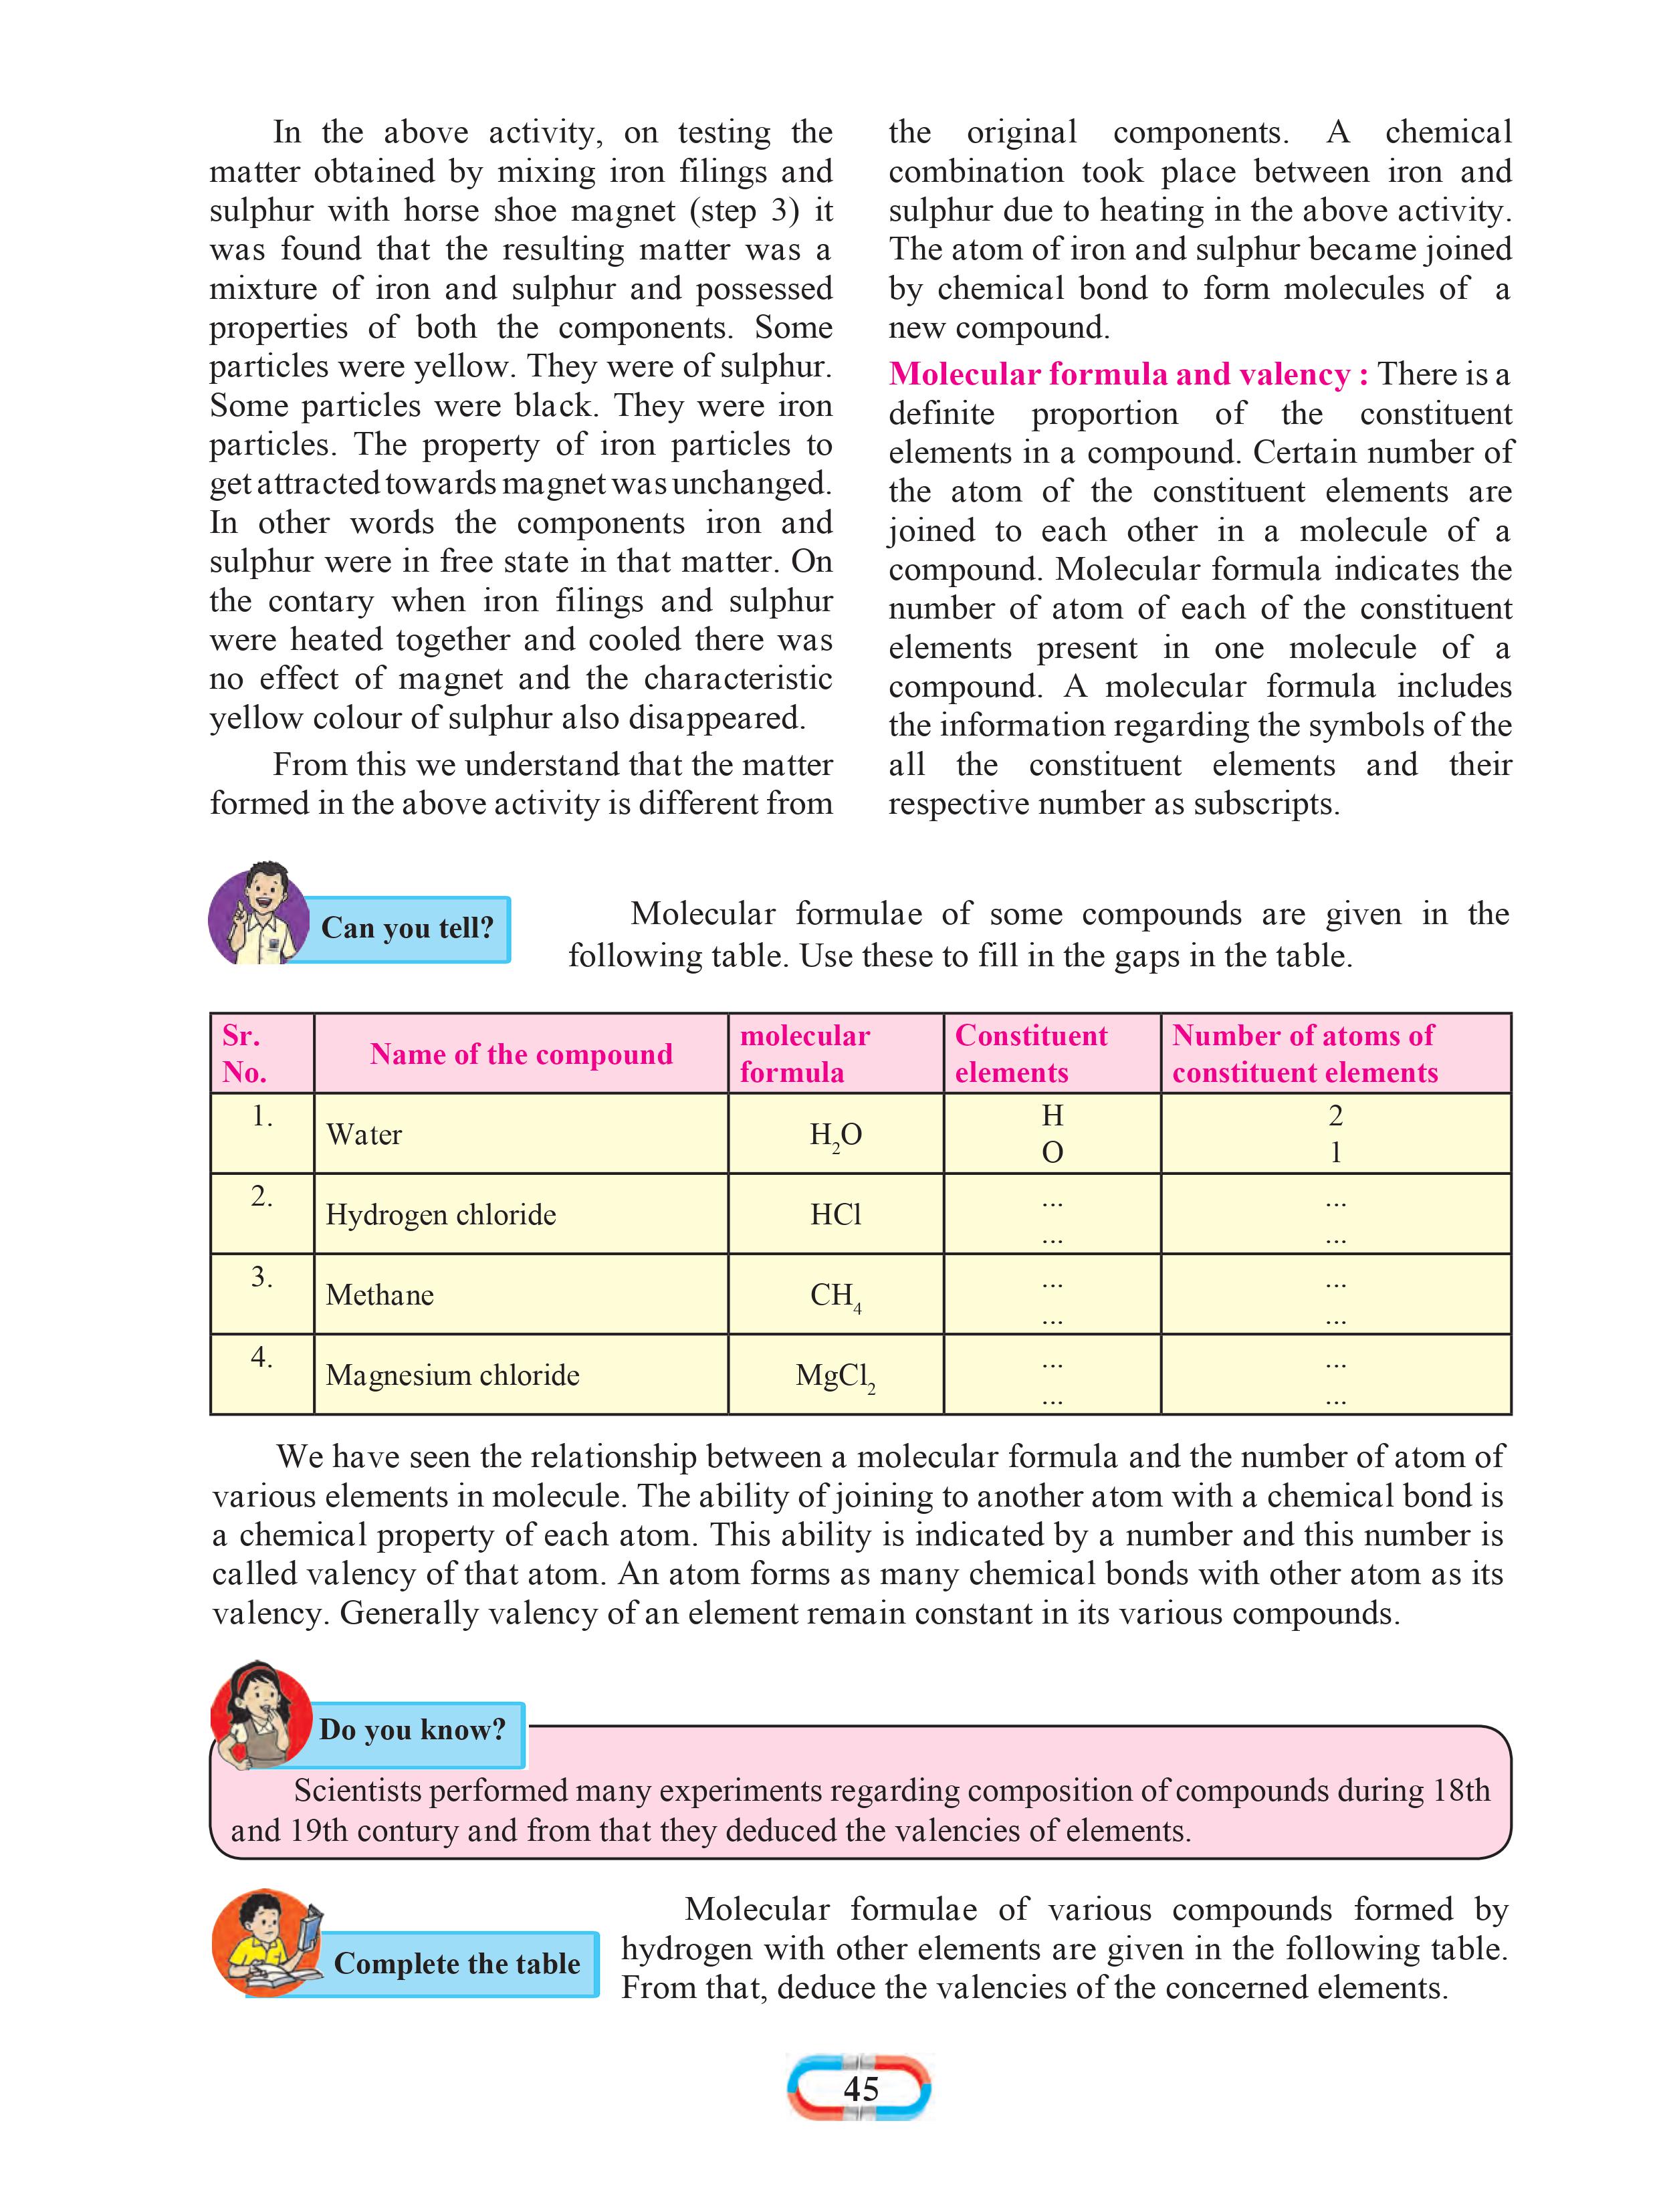 In the above activity, on testing the
matter obtained by mixing iron filings and
sulphur with horse shoe magnet (step 3) it
was found that the resulting matter was a
mixture of iron and sulphur and possessed
properties of both the components. Some
particles were yellow. They were of sulphur.
Some particles were black. They were iron
particles. The property of iron particles to
get attracted towards magnet was unchanged.
In other words the components iron and
sulphur were in free state in that matter. On
the contary when iron filings and sulphur
were heated together and cooled there was
no effect of magnet and the characteristic
yellow colour of sulphur also disappeared.
From this we understand that the matter
formed in the above activity is different from
the original components. A chemical
combination took place between iron and
sulphur due to heating in the above activity.
The atom of iron and sulphur became joined
by chemical bond to form molecules of a
new compound.
Molecular formula and valency : There is a
definite proportion of the constituent
elements in a compound. Certain number of
the atom of the constituent elements are
joined to each other in a molecule of a
compound. Molecular formula indicates the
number of atom of each of the constituent
elements present in one molecule of a
compound. A molecular formula includes
the information regarding the symbols of the
all the constituent elements and their
respective number as subscripts.
Can you tell?
Molecular formulae of some compounds are given in the
following table. Use these to fill in the gaps in the table.
Sr. No. Name of the compound molecular formula Constituent elements Number of atoms of constituent elements
1. Water H₂O H 2
O 1
2. Hydrogen chloride HCl ... ...
... ...
3. Methane CH₄ ... ...
... ...
4. Magnesium chloride MgCl₂ ... ...
... ...
We have seen the relationship between a molecular formula and the number of atom of
various elements in molecule. The ability of joining to another atom with a chemical bond is
a chemical property of each atom. This ability is indicated by a number and this number is
called valency of that atom. An atom forms as many chemical bonds with other atom as its
valency. Generally valency of an element remain constant in its various compounds.
Do you know?
Scientists performed many experiments regarding composition of compounds during 18th
and 19th contury and from that they deduced the valencies of elements.
Complete the table
Molecular formulae of various compounds formed by
hydrogen with other elements are given in the following table.
From that, deduce the valencies of the concerned elements.
45